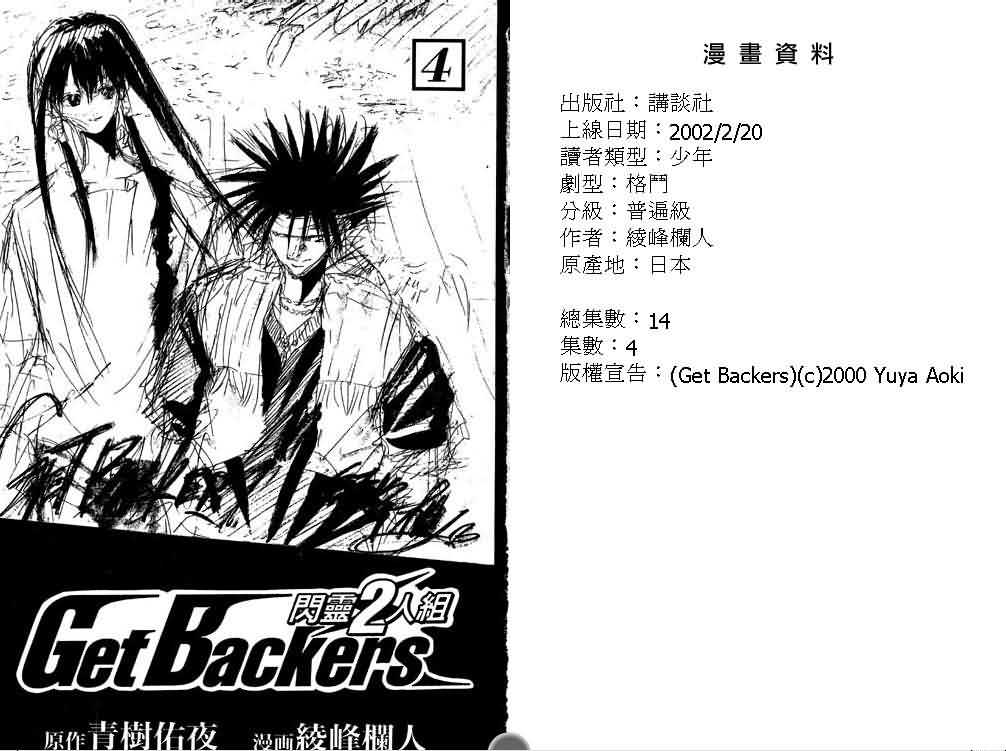 4
閃靈2人組
Get Backers
原作 青樹佑夜 漫画 綾峰欄人
漫畫資料
出版社：講談社
上線日期：2002/2/20
讀者類型：少年
劇型：格鬥
分級：普遍級
作者：綾峰欄人
原產地：日本
總集數：14
集數：4
版權宣告：(Get Backers)(c)2000 Yuya Aoki